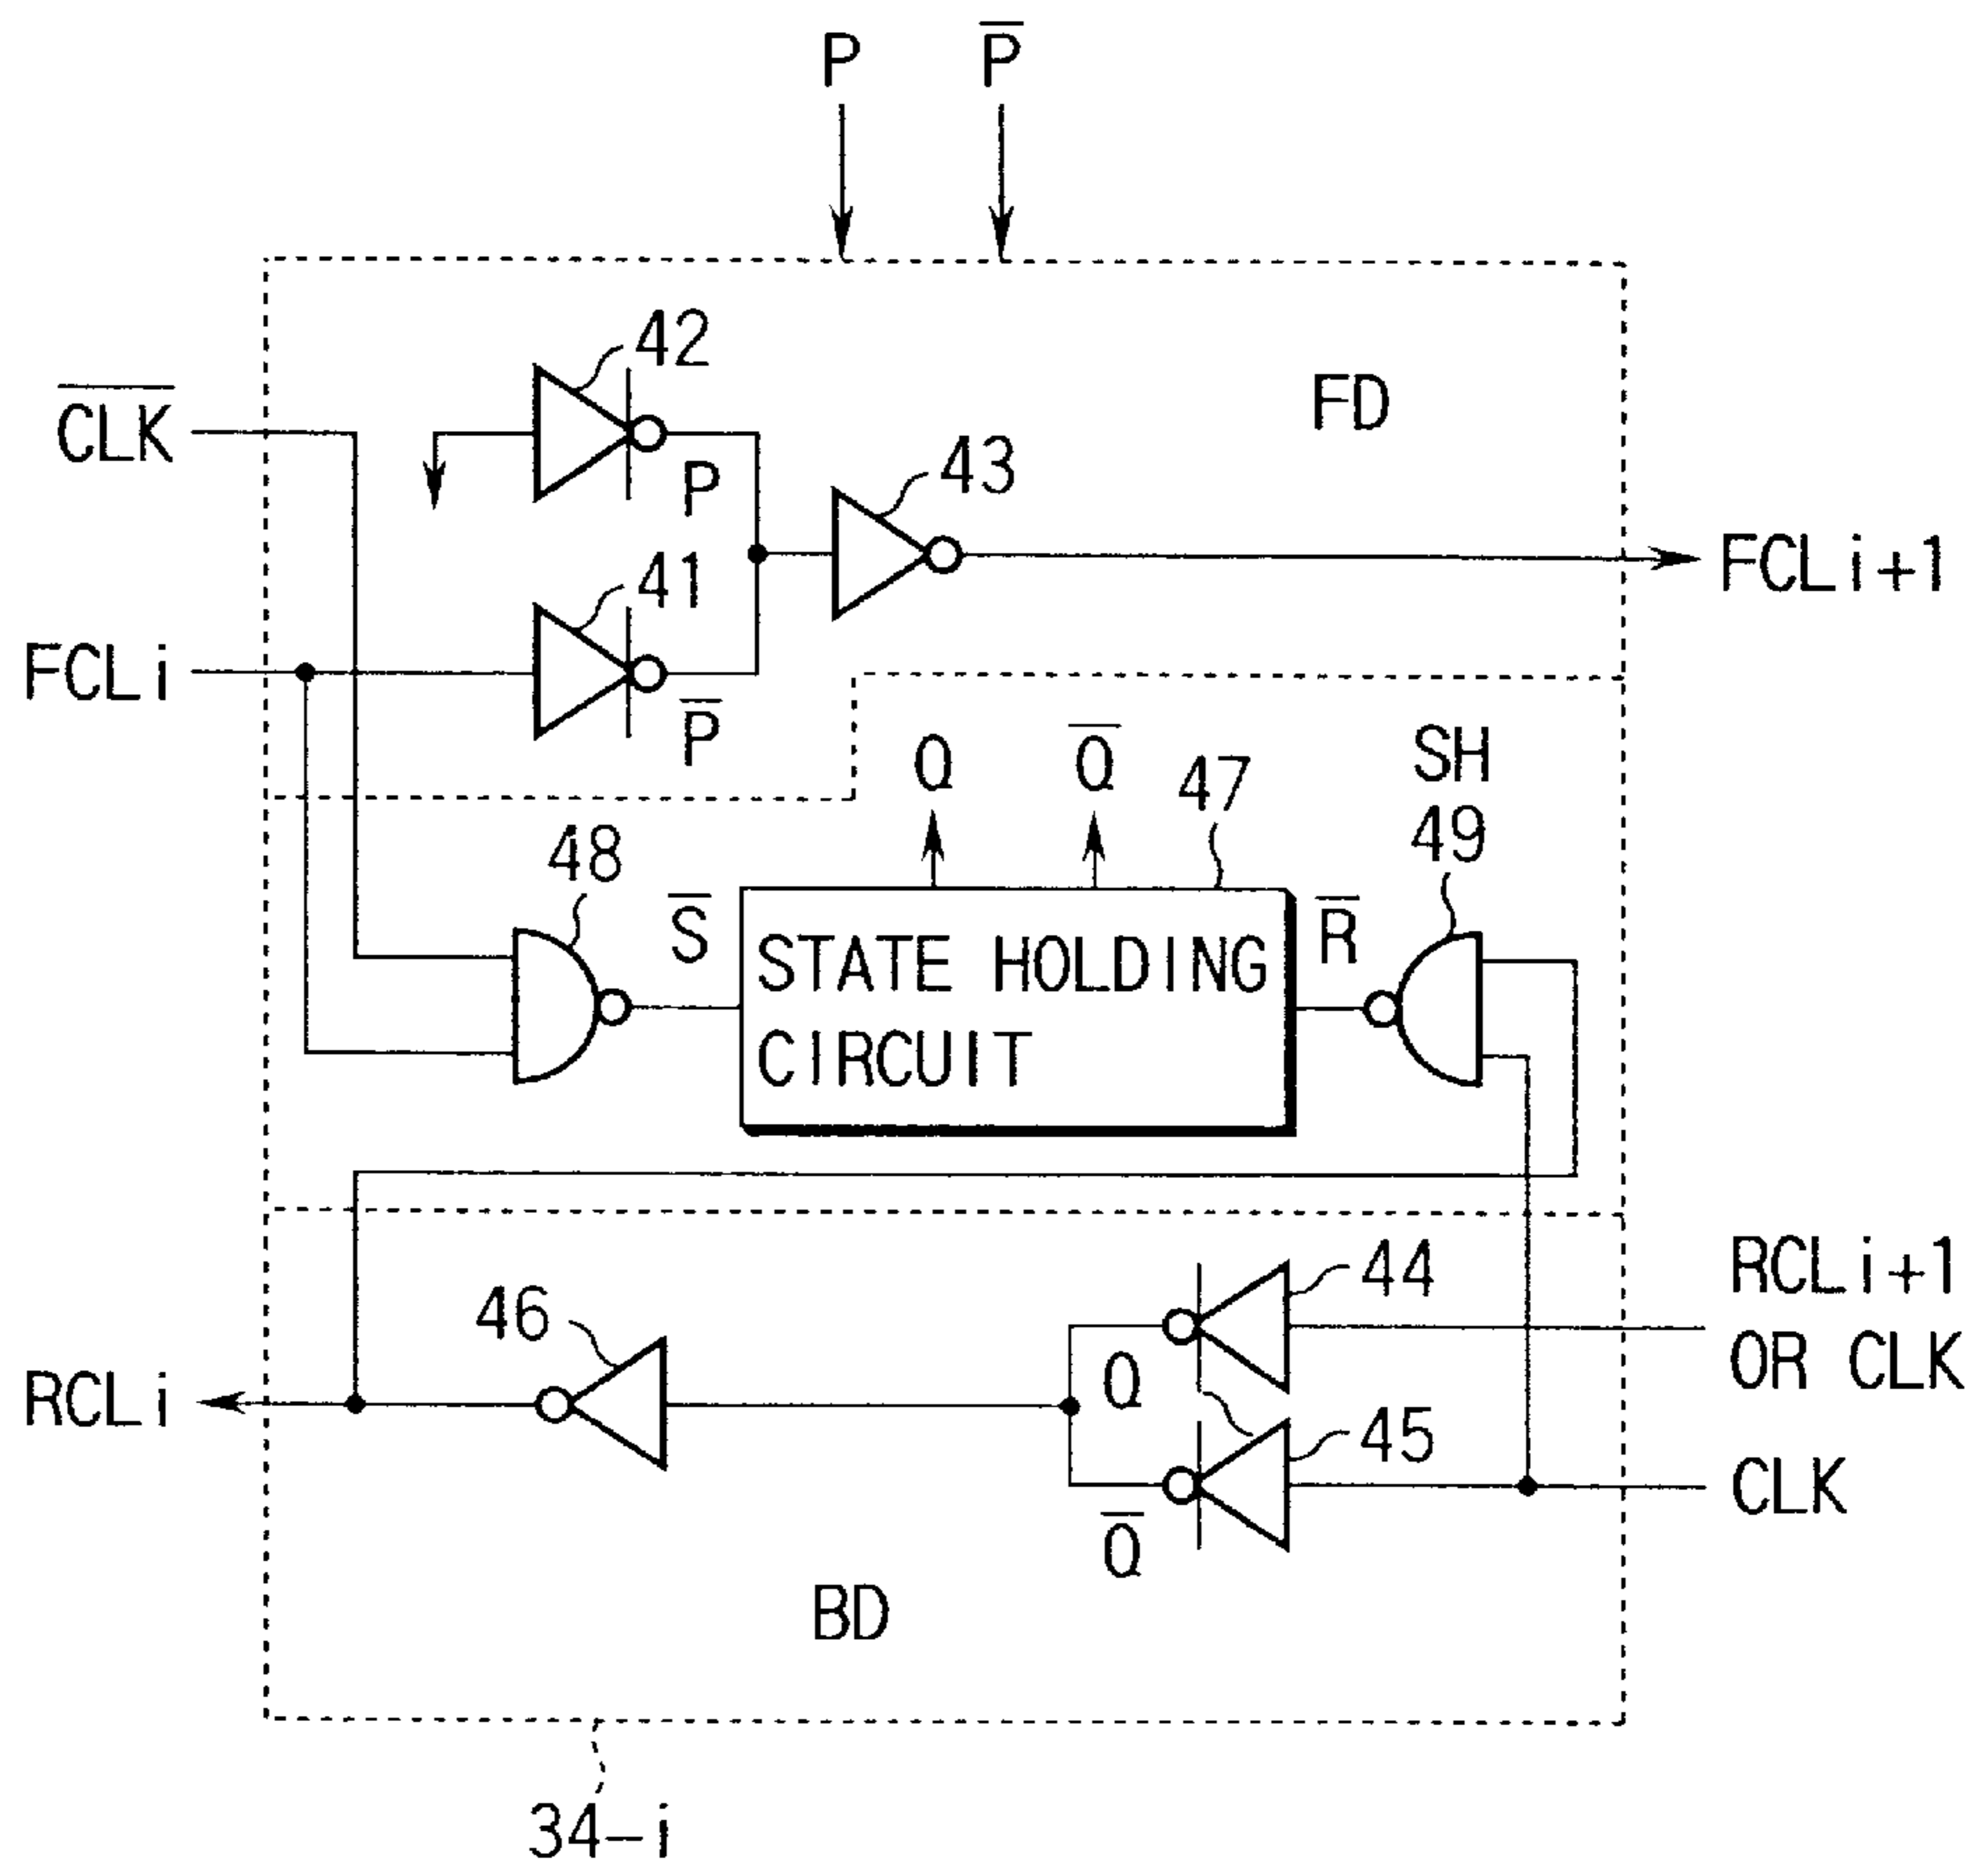 P P̅
42
FD
C̅L̅K̅
P
43
41
FCLi+1
FCLi
P̅
Q Q̅ 47 SH
48 49
S̅ R̅
STATE HOLDING
CIRCUIT
44 RCLi+1
46
Q OR CLK
RCLi
45
CLK
Q̅
BD
34-i